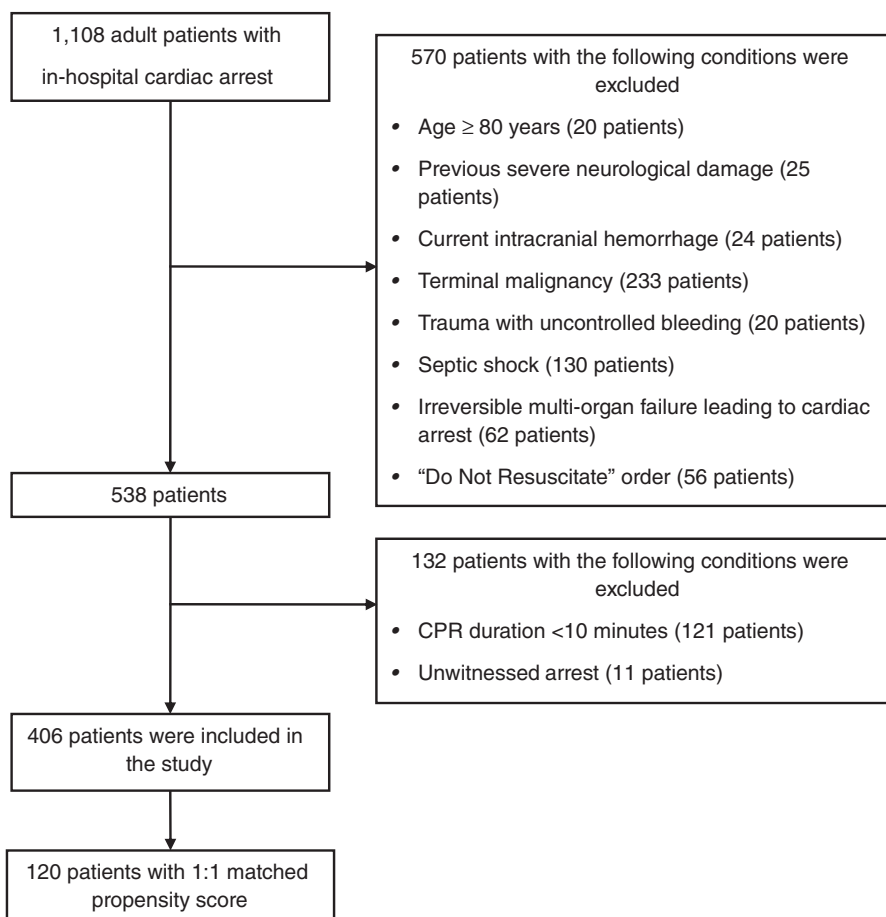 1,108 adult patients with
in-hospital cardiac arrest
570 patients with the following conditions were
excluded
• Age ≥ 80 years (20 patients)
• Previous severe neurological damage (25
patients)
• Current intracranial hemorrhage (24 patients)
• Terminal malignancy (233 patients)
• Trauma with uncontrolled bleeding (20 patients)
• Septic shock (130 patients)
• Irreversible multi-organ failure leading to cardiac
arrest (62 patients)
• “Do Not Resuscitate” order (56 patients)
538 patients
132 patients with the following conditions were
excluded
• CPR duration <10 minutes (121 patients)
• Unwitnessed arrest (11 patients)
406 patients were included in
the study
120 patients with 1:1 matched
propensity score